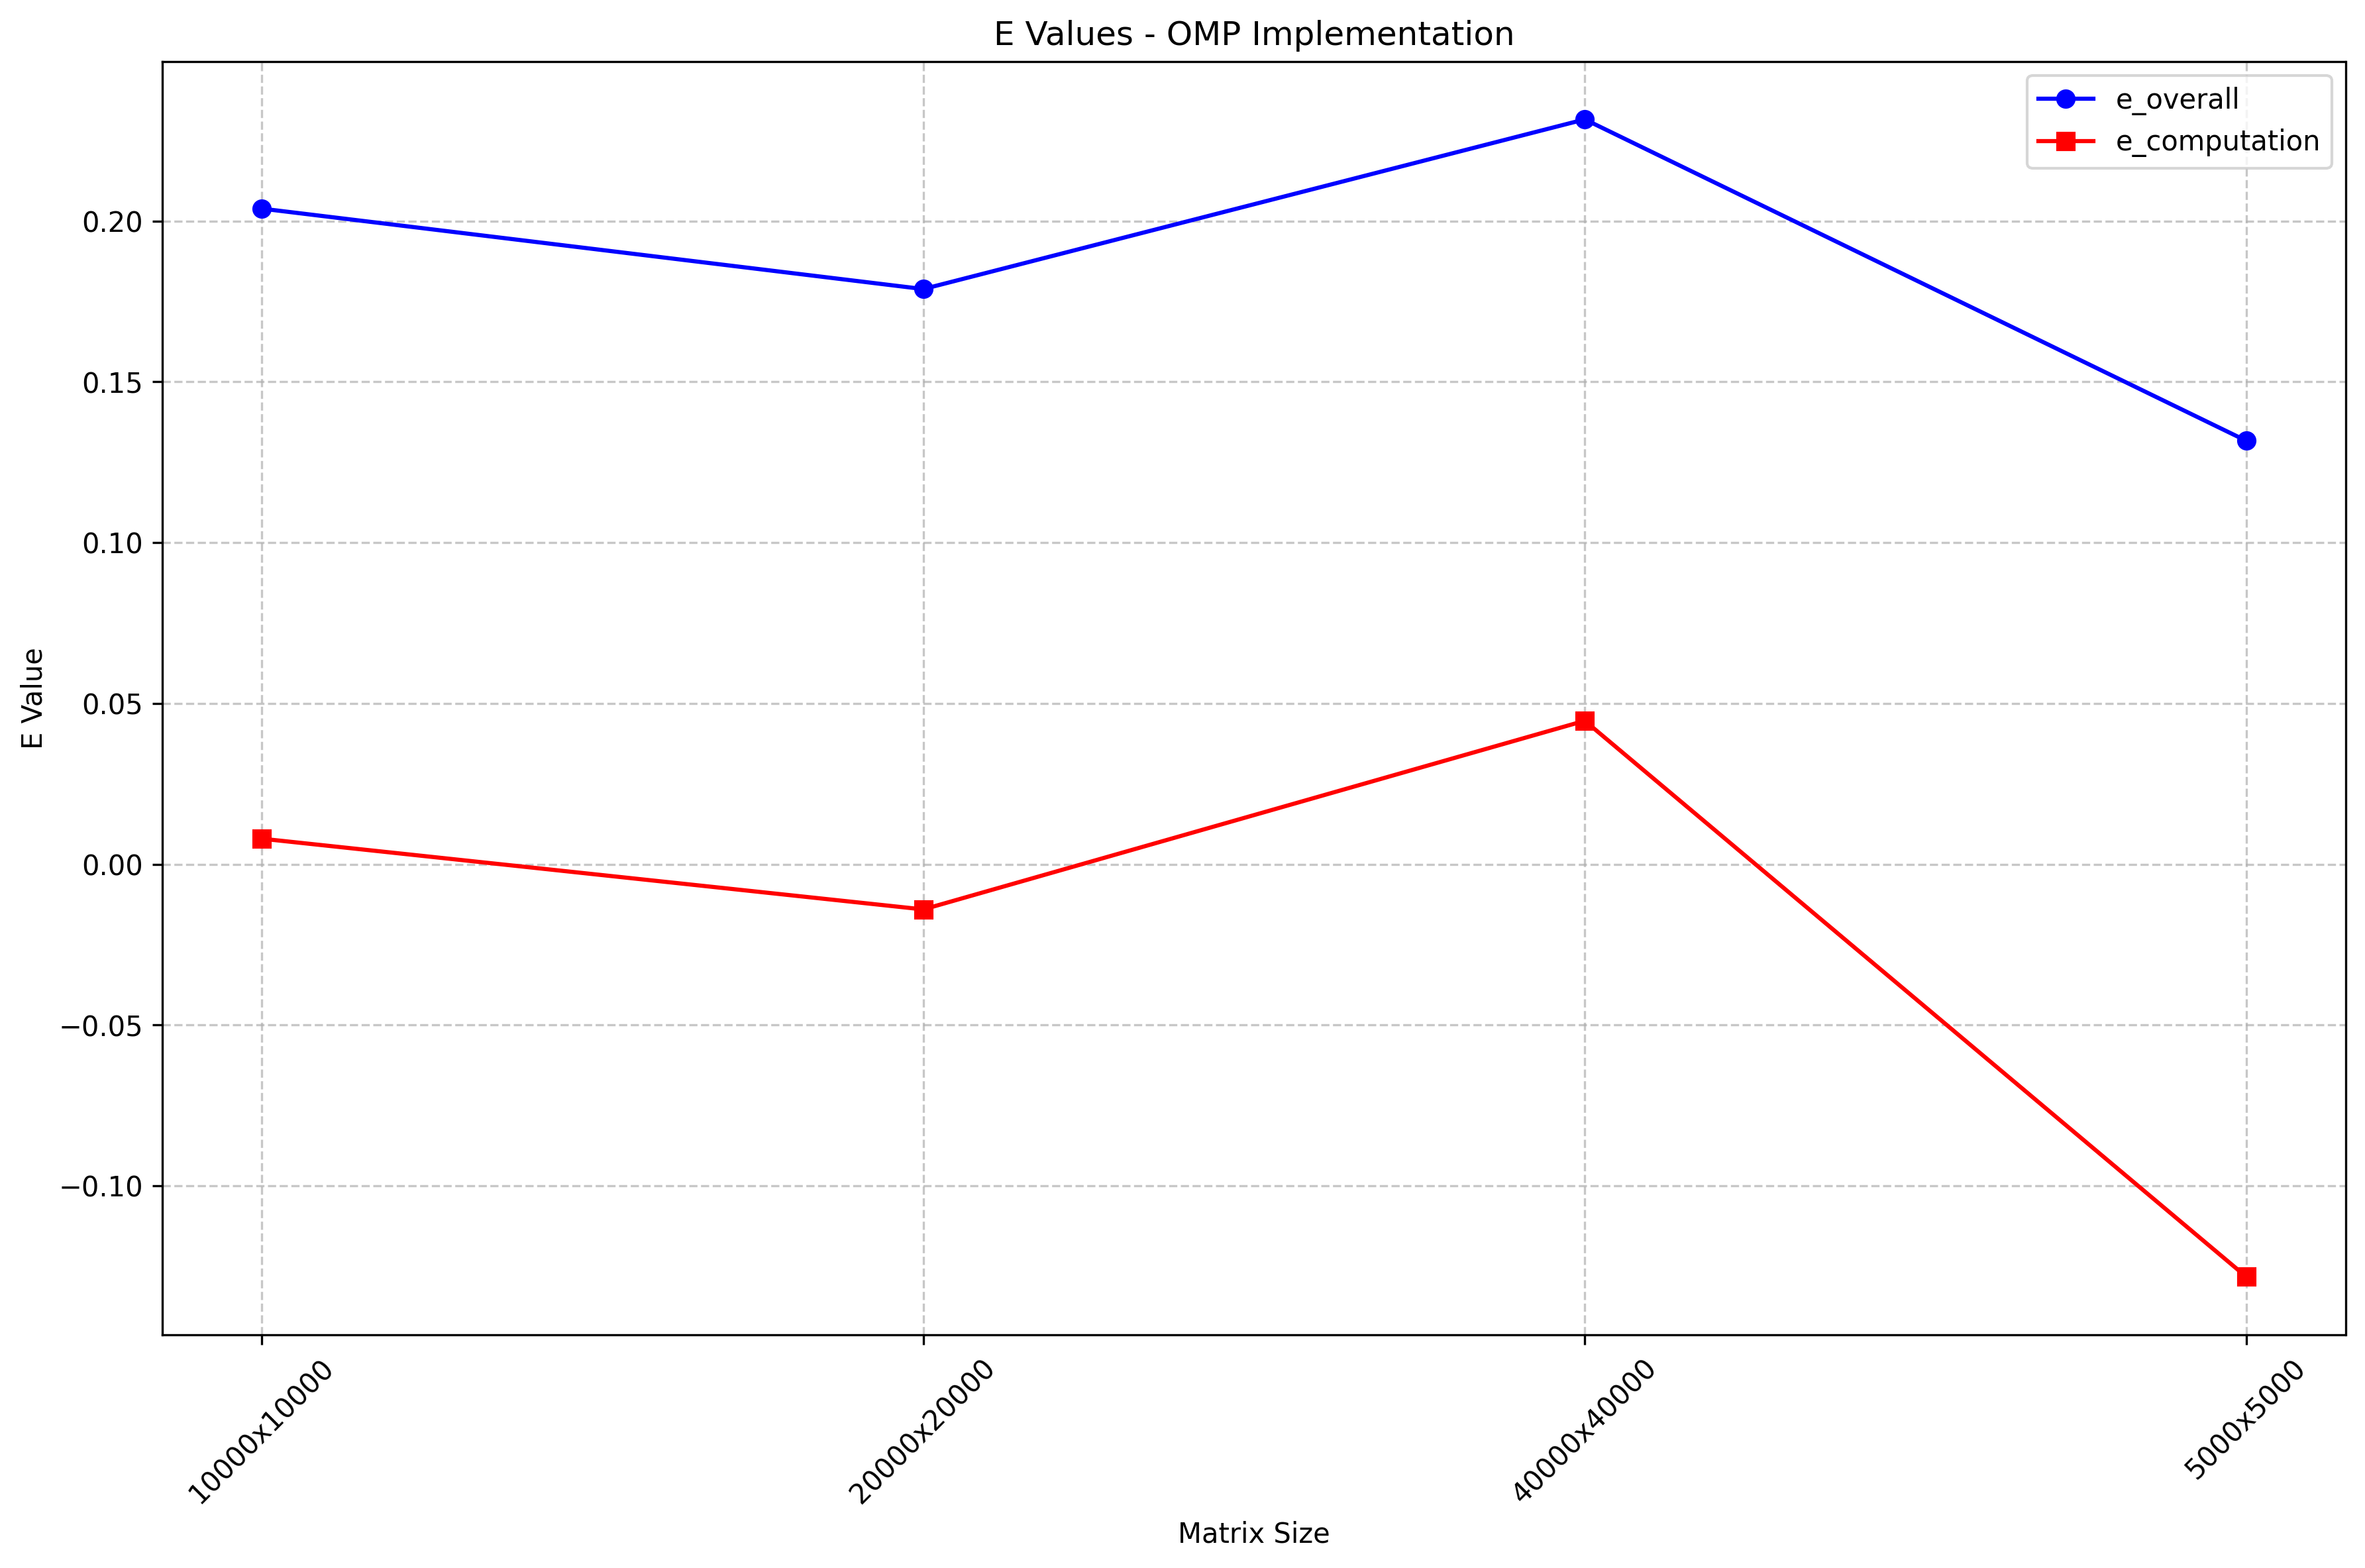 E Values - OMP Implementation
e_overall
e_computation
E Value
0.20
0.15
0.10
0.05
0.00
−0.05
−0.10
10000x10000
20000x20000
40000x40000
5000x5000
Matrix Size